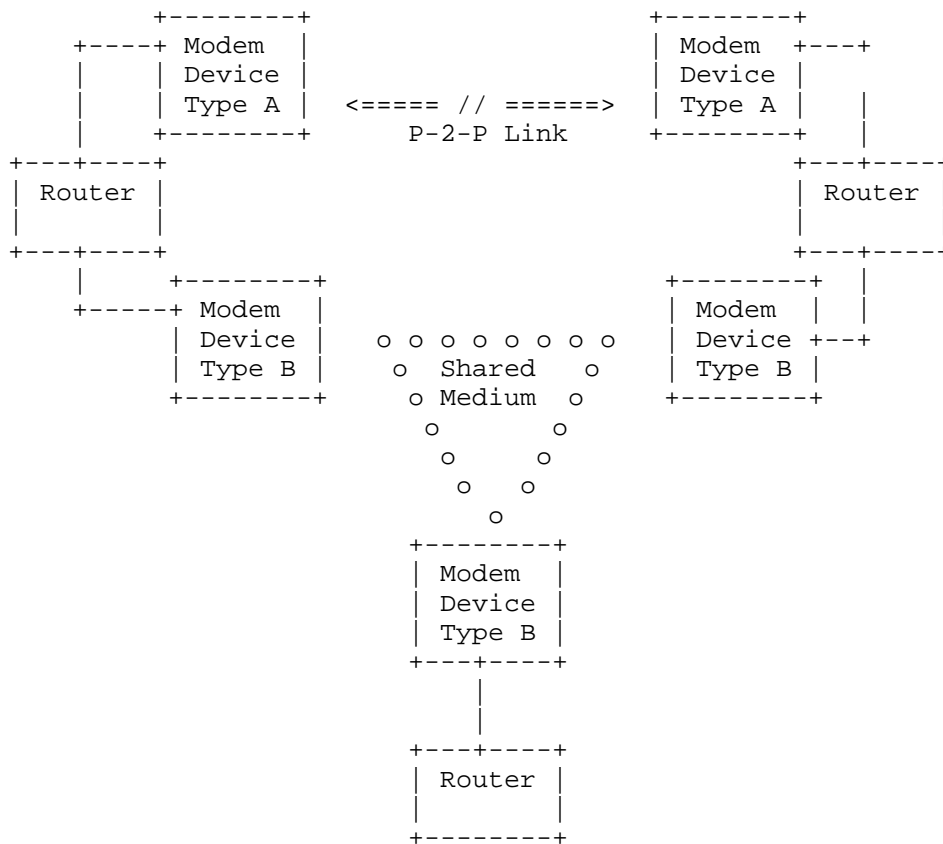 Modem Modem
Device Device
Type A <===== // ======> Type A
P-2-P Link
Router Router
Modem Modem
Device o o o o o o o o Device
Type B o Shared o Type B
o Medium o
o o
o o
o o
o
Modem
Device
Type B
Router